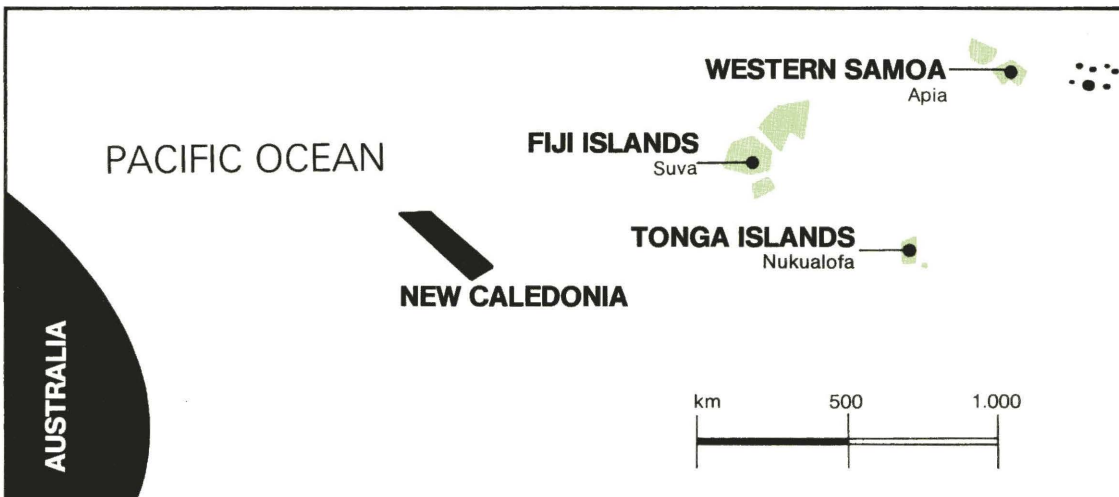 WESTERN SAMOA
Apia
PACIFIC OCEAN
FIJI ISLANDS
Suva
TONGA ISLANDS
Nukualofa
NEW CALEDONIA
AUSTRALIA
km 500 1.000